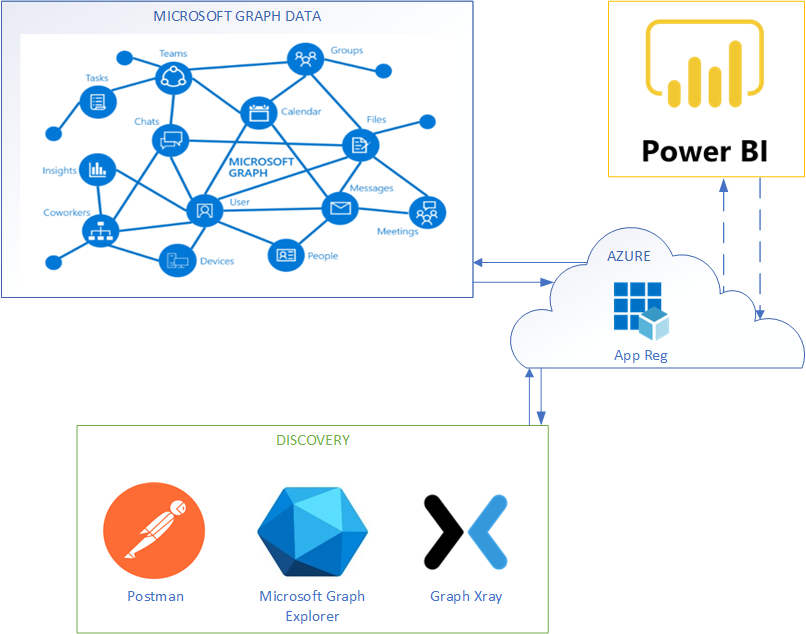 MICROSOFT GRAPH DATA
Teams
Groups
Tasks
Calendar
Chats
Files
MICROSOFT
GRAPH
Insights
Messages
User
Coworkers
Meetings
People
Devices
Power BI
AZURE
App Reg
DISCOVERY
Postman
Microsoft Graph
Explorer
Graph Xray